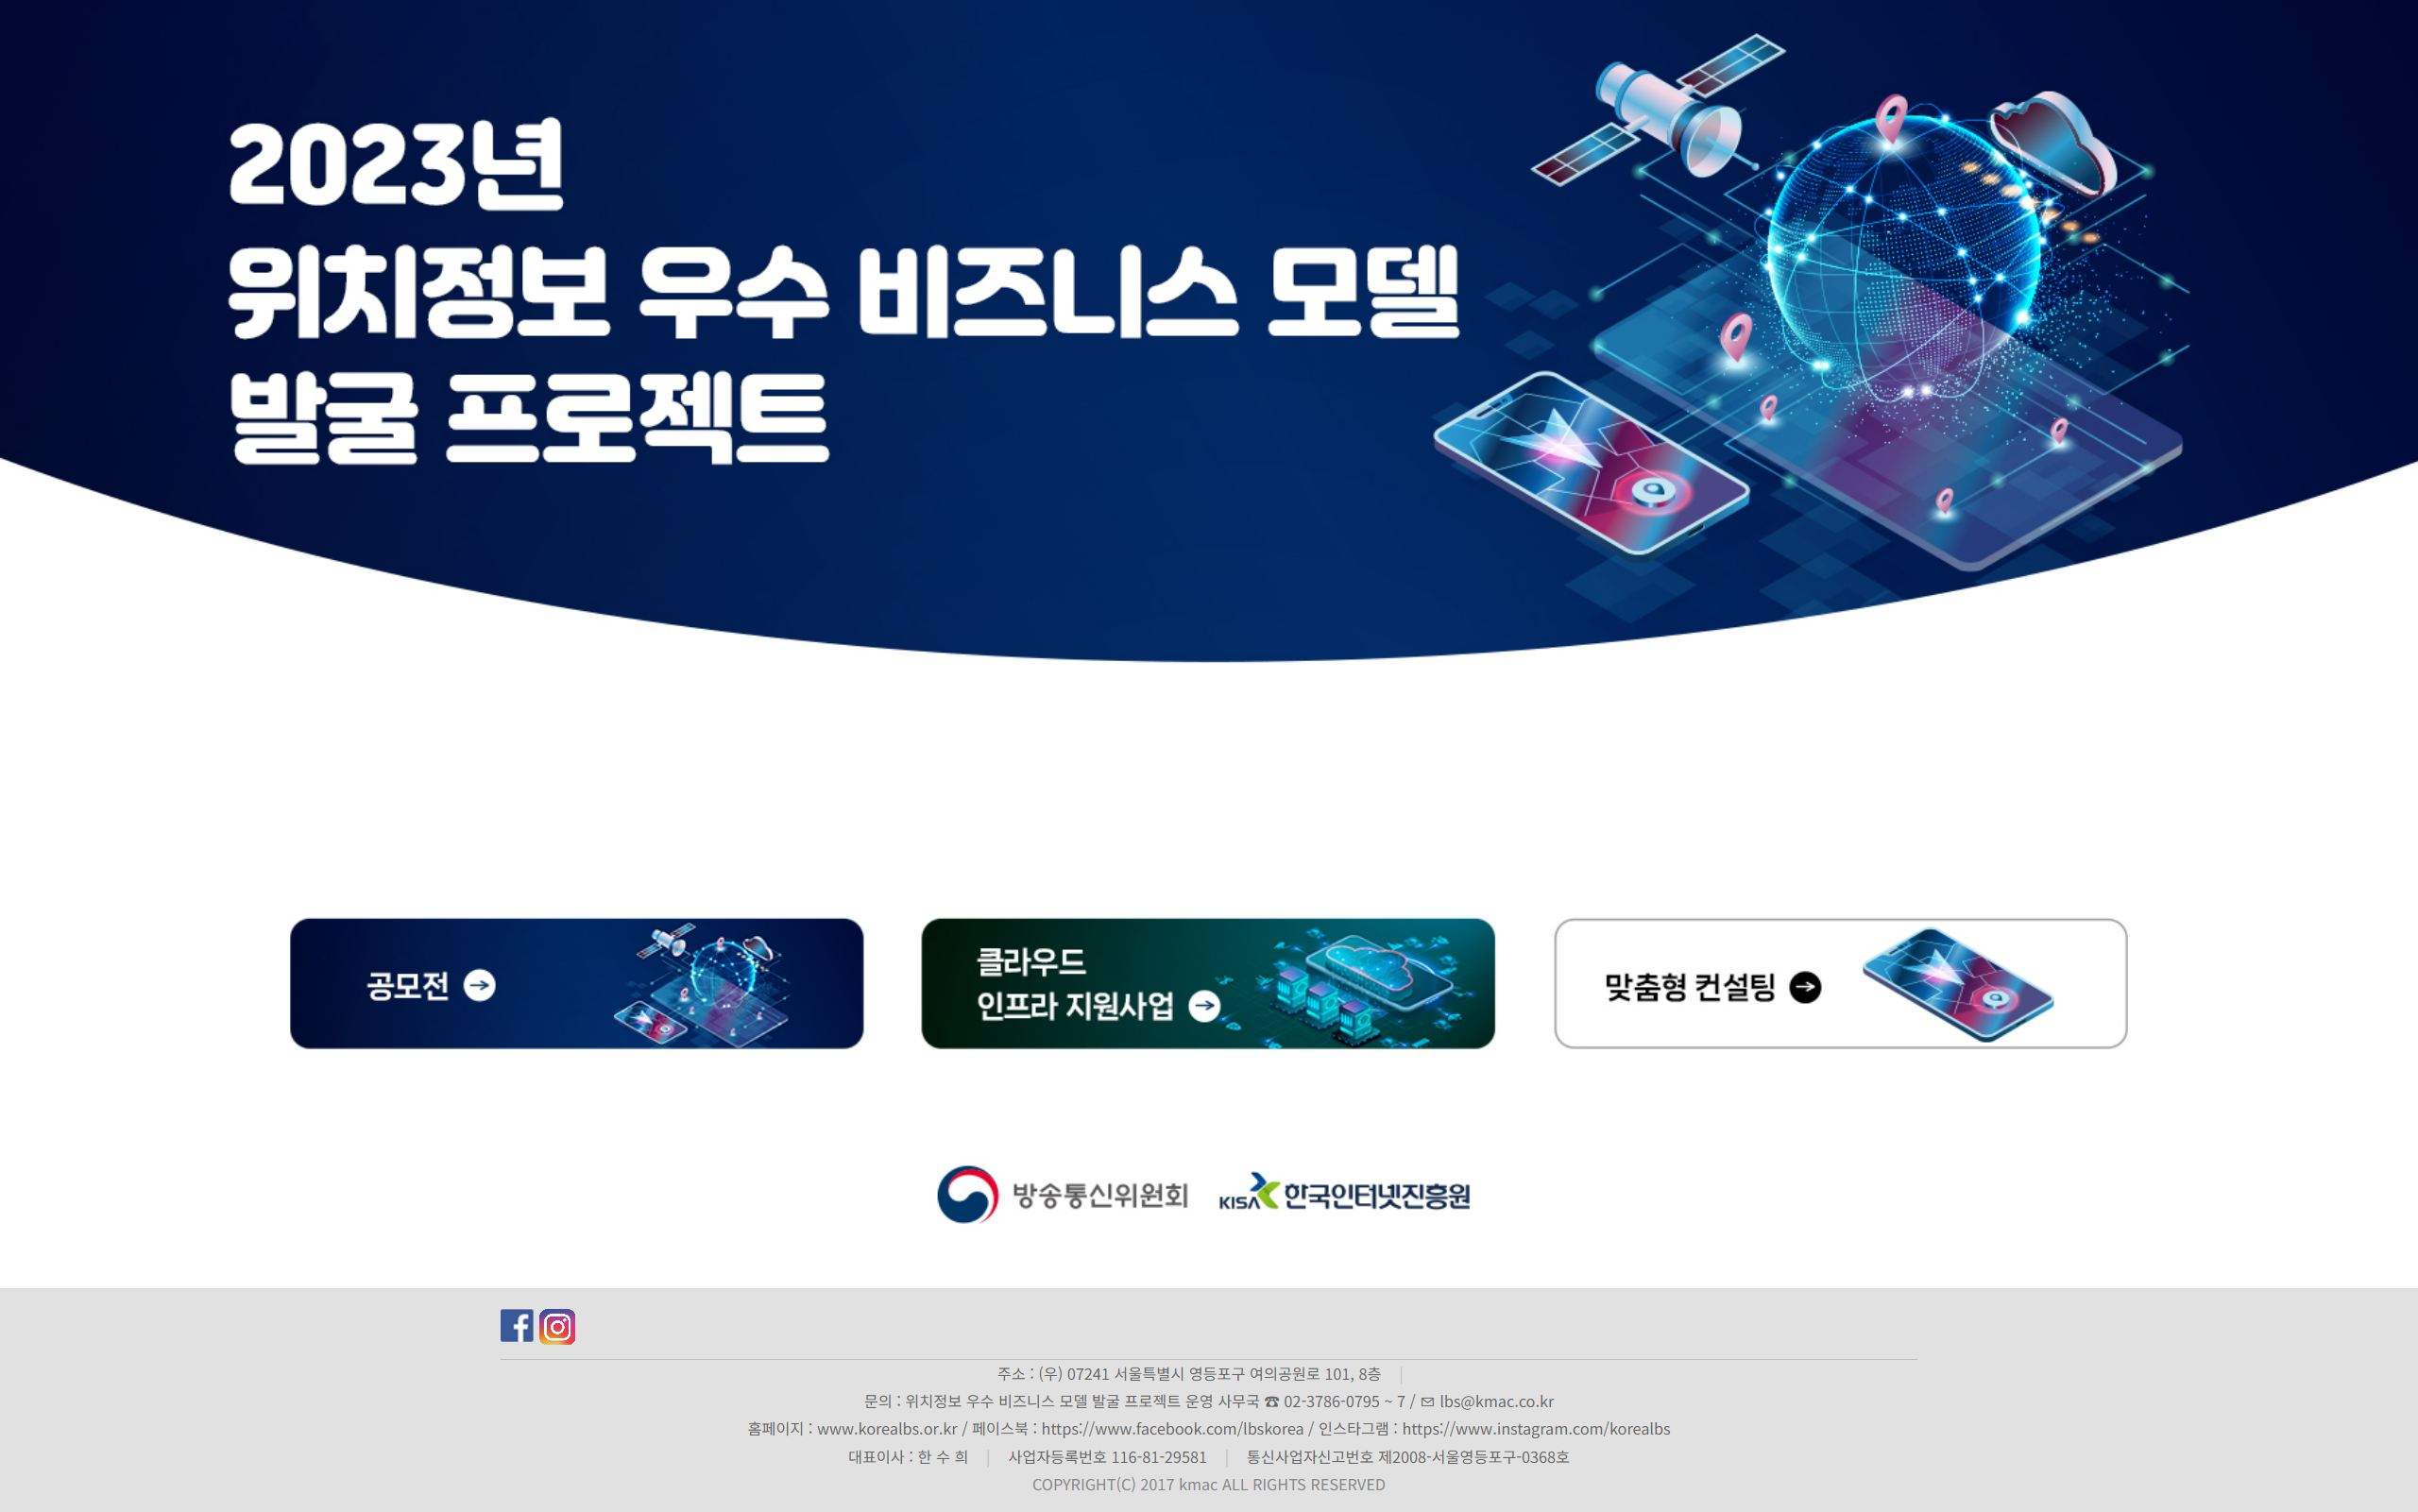 2023년
위치정보 우수 비즈니스 모델
발굴 프로젝트
공모전
클라우드
인프라 지원사업
맞춤형 컨설팅
방송통신위원회
KISA 한국인터넷진흥원
주소 : (우) 07241 서울특별시 영등포구 여의공원로 101, 8층 |
문의 : 위치정보 우수 비즈니스 모델 발굴 프로젝트 운영 사무국 ☎ 02-3786-0795 ~ 7 / ✉ lbs@kmac.co.kr
홈페이지 : www.korealbs.or.kr / 페이스북 : https://www.facebook.com/lbskorea / 인스타그램 : https://www.instagram.com/korealbs
대표이사 : 한 수 희 | 사업자등록번호 116-81-29581 | 통신사업자신고번호 제2008-서울영등포구-0368호
COPYRIGHT(C) 2017 kmac ALL RIGHTS RESERVED